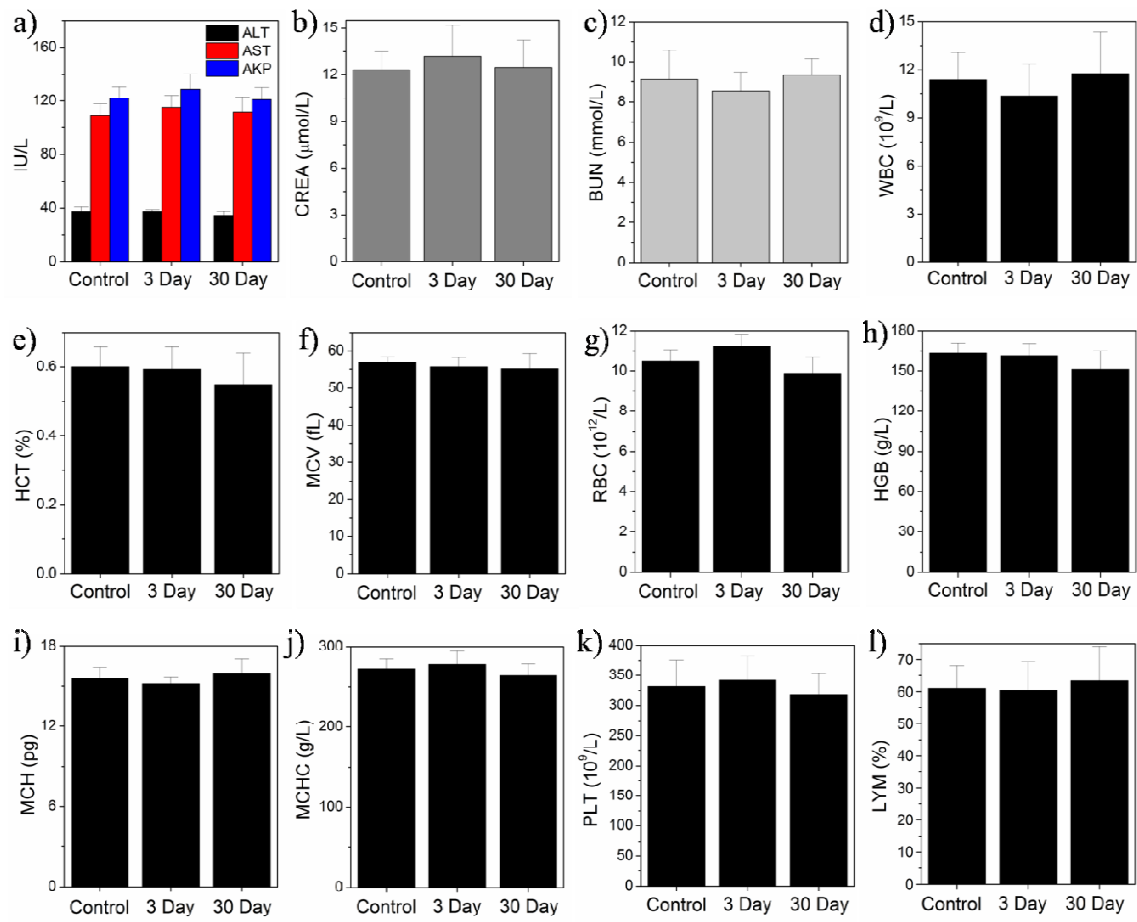 a)
ALT
AST
AKP
160
120
80
40
0
IU/L
Control 3 Day 30 Day
b)
15
12
9
6
3
0
CREA (μmol/L)
Control 3 Day 30 Day
c)
12
10
8
6
4
2
0
BUN (mmol/L)
Control 3 Day 30 Day
d)
15
12
9
6
3
0
WBC (10⁹/L)
Control 3 Day 30 Day
e)
0.6
0.4
0.2
0.0
HCT (%)
Control 3 Day 30 Day
f)
60
50
40
30
20
10
0
MCV (fL)
Control 3 Day 30 Day
g)
12
10
8
6
4
2
0
RBC (10¹²/L)
Control 3 Day 30 Day
h)
180
150
120
90
60
30
0
HGB (g/L)
Control 3 Day 30 Day
i)
18
12
6
0
MCH (pg)
Control 3 Day 30 Day
j)
300
200
100
0
MCHC (g/L)
Control 3 Day 30 Day
k)
400
350
300
250
200
150
100
50
0
PLT (10⁹/L)
Control 3 Day 30 Day
l)
70
60
50
40
30
20
10
0
LYM (%)
Control 3 Day 30 Day